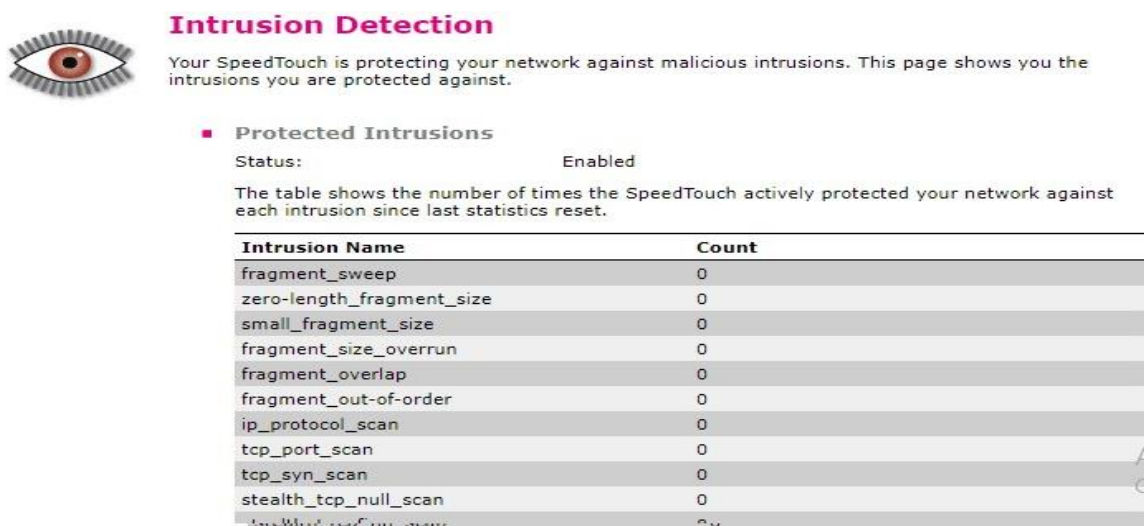 Intrusion Detection
Your SpeedTouch is protecting your network against malicious intrusions. This page shows you the
intrusions you are protected against.
Protected Intrusions
Status: Enabled
The table shows the number of times the SpeedTouch actively protected your network against
each intrusion since last statistics reset.
Intrusion Name Count
fragment_sweep 0
zero-length_fragment_size 0
small_fragment_size 0
fragment_size_overrun 0
fragment_overlap 0
fragment_out-of-order 0
ip_protocol_scan 0
tcp_port_scan 0
tcp_syn_scan 0
stealth_tcp_null_scan 0